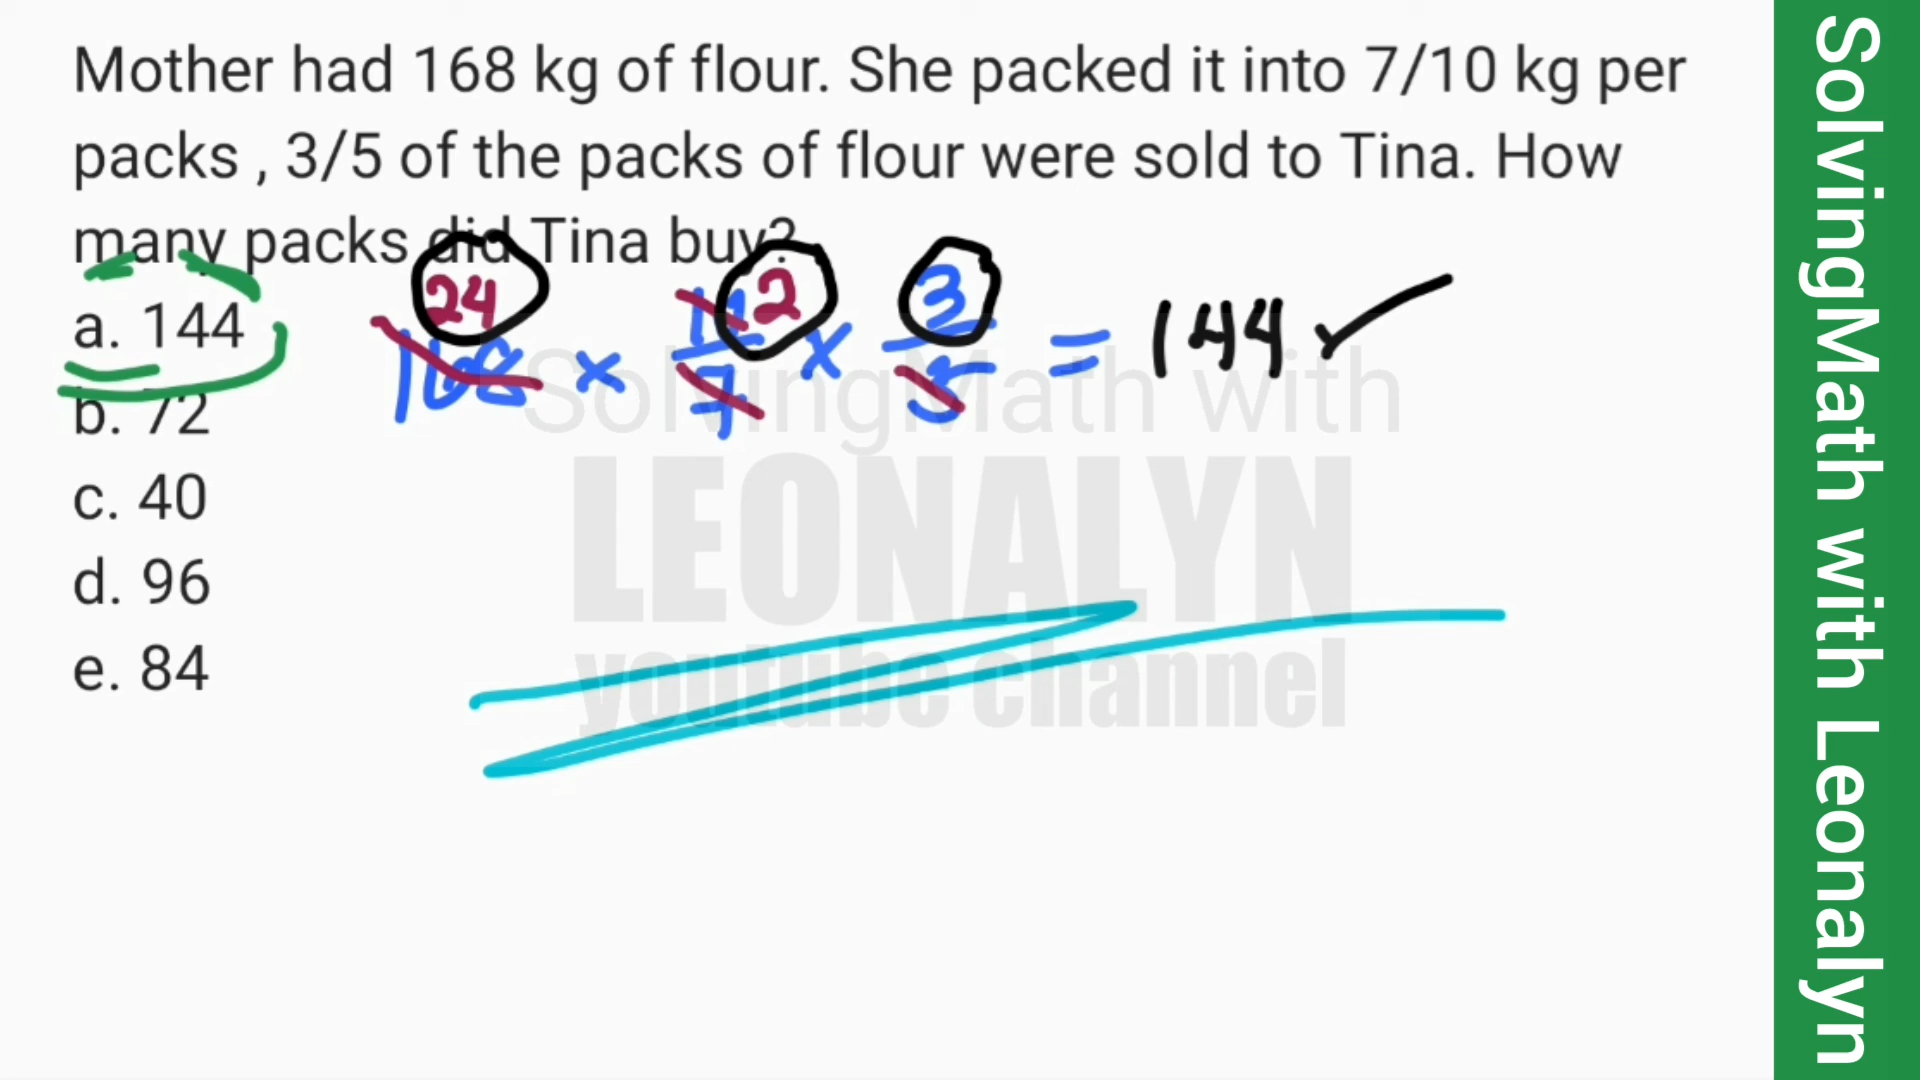 Mother had 168 kg of flour. She packed it into 7/10 kg per
packs , 3/5 of the packs of flour were sold to Tina. How
many packs did Tina buy?
a. 144
24
2
3
168 × 10/7 × 3/5 = 144 ✓
b. 72
c. 40
d. 96
e. 84
SolvingMath with
LEONALYN
youtube channel
SolvingMath with Leonalyn